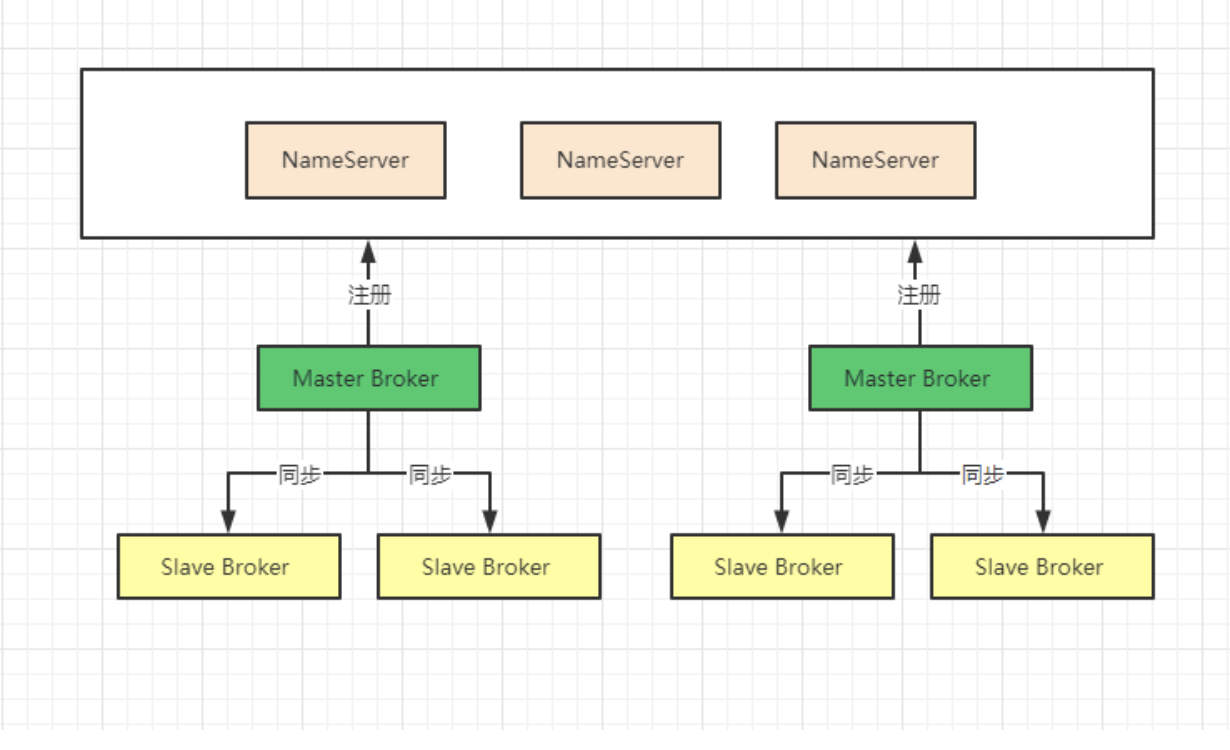 NameServer
NameServer
NameServer
注册
注册
Master Broker
Master Broker
同步
同步
同步
同步
Slave Broker
Slave Broker
Slave Broker
Slave Broker